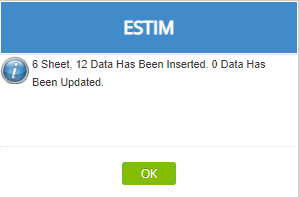 ESTIM
6 Sheet, 12 Data Has Been Inserted. 0 Data Has
Been Updated.
OK